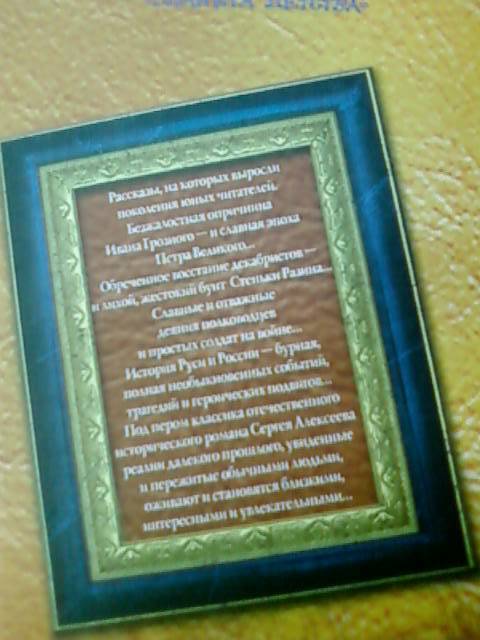 Рассказы, на которых выросли
поколения юных читателей.
Безжалостная опричнина
Ивана Грозного — и славная эпоха
Петра Великого...
Обреченное восстание декабристов —
и лихой, жестокий бунт Стеньки Разина...
Славные и отважные
деяния полководцев
и простых солдат на войне...
История Руси и России — бурная,
полная необыкновенных событий,
трагедий и героических подвигов...
Под пером классика отечественного
исторического романа Сергея Алексеева
реалии далекого прошлого, увиденные
и пережитые обычными людьми,
оживают и становятся близкими,
интересными и увлекательными...